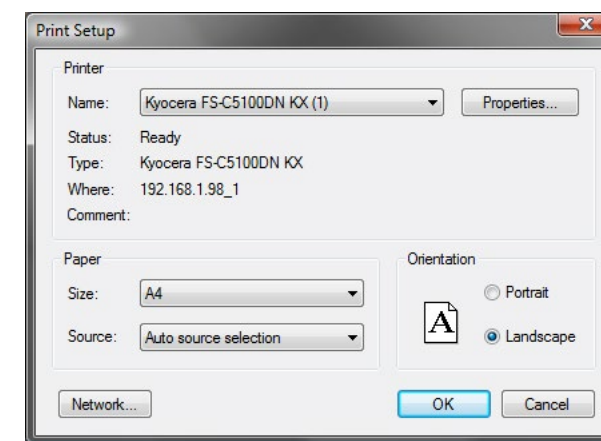 Print Setup
Printer
Name: Kyocera FS-C5100DN KX (1) Properties...
Status: Ready
Type: Kyocera FS-C5100DN KX
Where: 192.168.1.98_1
Comment:
Paper
Size: A4
Source: Auto source selection
Orientation
A
Portrait
Landscape
Network... OK Cancel